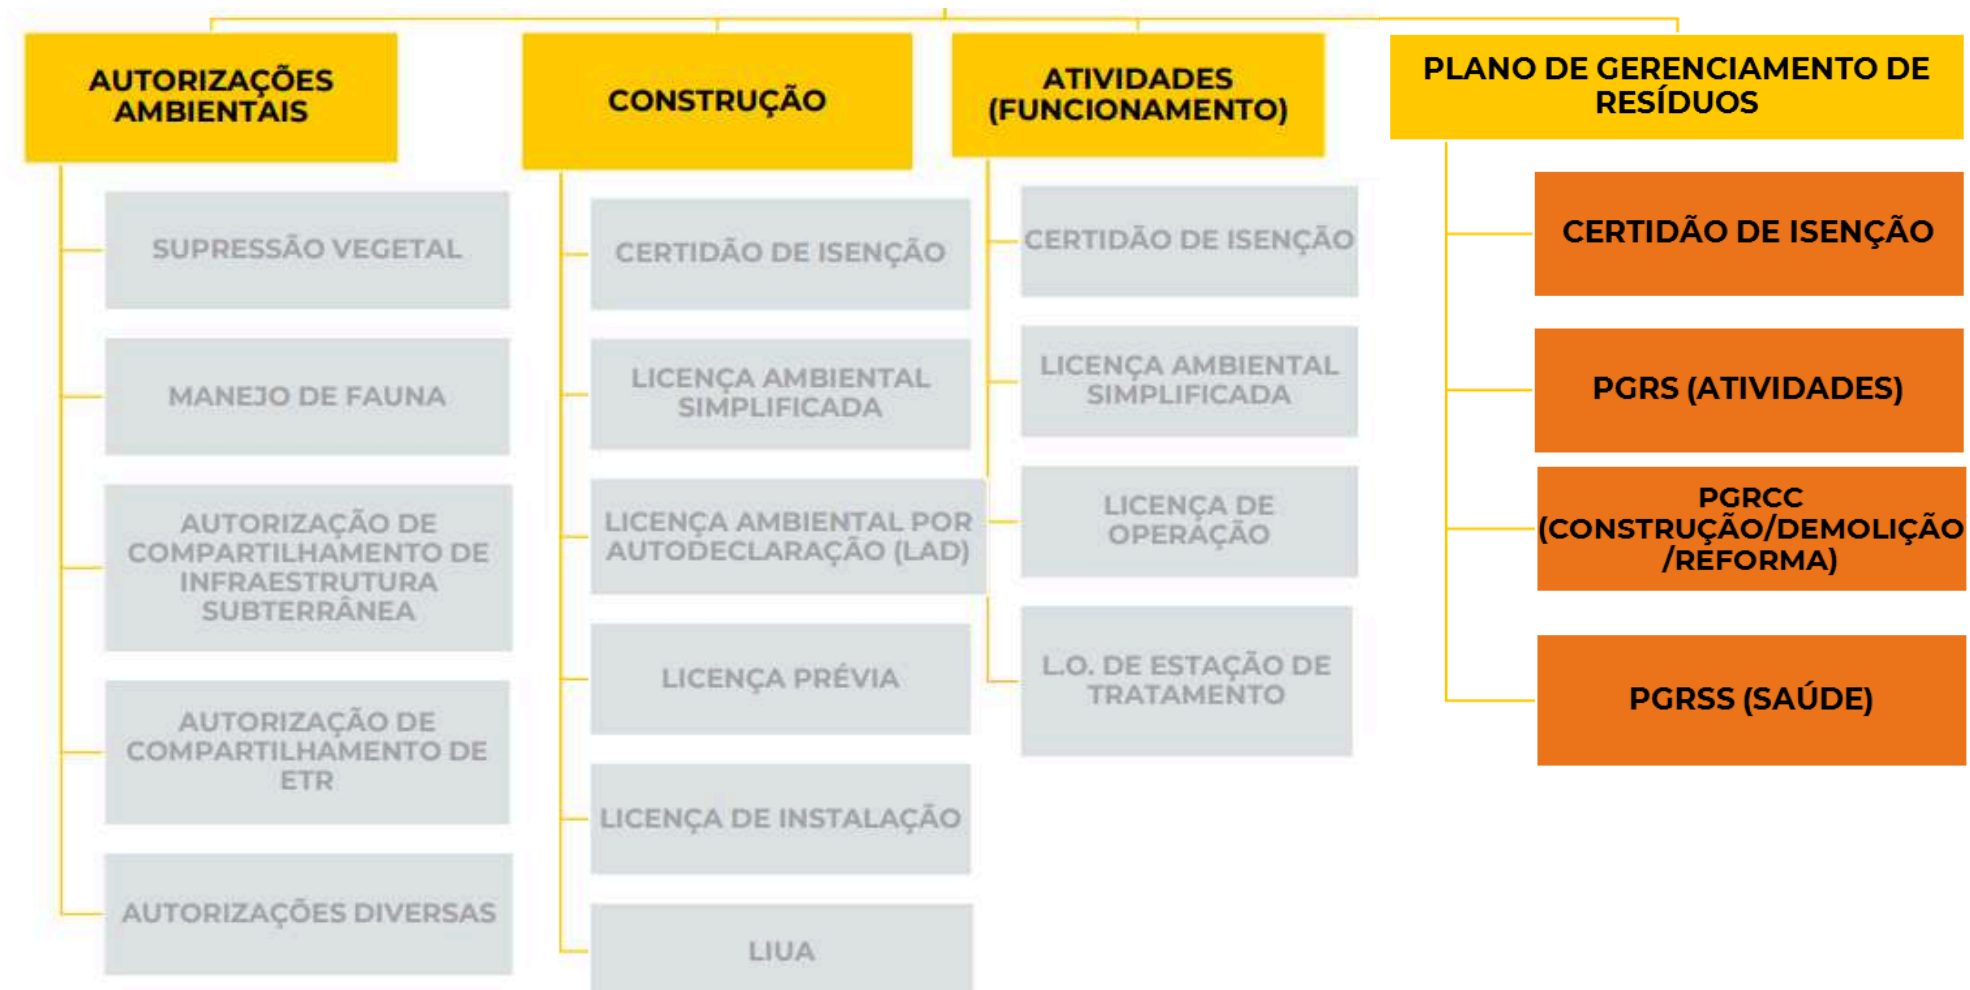 AUTORIZAÇÕES
AMBIENTAIS
SUPRESSÃO VEGETAL
MANEJO DE FAUNA
AUTORIZAÇÃO DE
COMPARTILHAMENTO DE
INFRAESTRUTURA
SUBTERRÂNEA
AUTORIZAÇÃO DE
COMPARTILHAMENTO DE
ETR
AUTORIZAÇÕES DIVERSAS
CONSTRUÇÃO
CERTIDÃO DE ISENÇÃO
LICENÇA AMBIENTAL
SIMPLIFICADA
LICENÇA AMBIENTAL POR
AUTODECLARAÇÃO (LAD)
LICENÇA PRÉVIA
LICENÇA DE INSTALAÇÃO
LIUA
ATIVIDADES
(FUNCIONAMENTO)
CERTIDÃO DE ISENÇÃO
LICENÇA AMBIENTAL
SIMPLIFICADA
LICENÇA DE
OPERAÇÃO
L.O. DE ESTAÇÃO DE
TRATAMENTO
PLANO DE GERENCIAMENTO DE
RESÍDUOS
CERTIDÃO DE ISENÇÃO
PGRS (ATIVIDADES)
PGRCC
(CONSTRUÇÃO/DEMOLIÇÃO
/REFORMA)
PGRSS (SAÚDE)